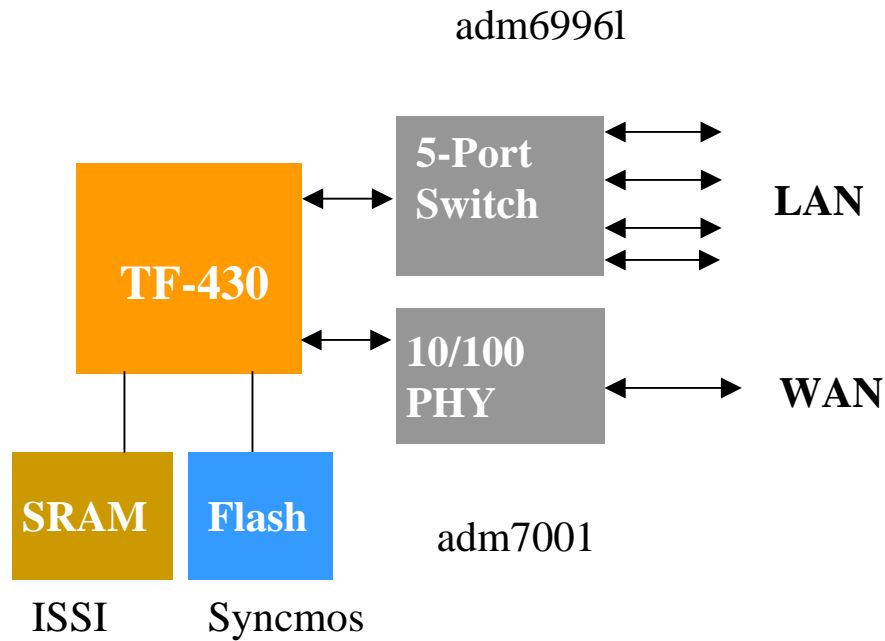 adm6996l
5-Port
Switch
LAN
TF-430
10/100
PHY
WAN
SRAM
Flash
adm7001
ISSI
Syncmos